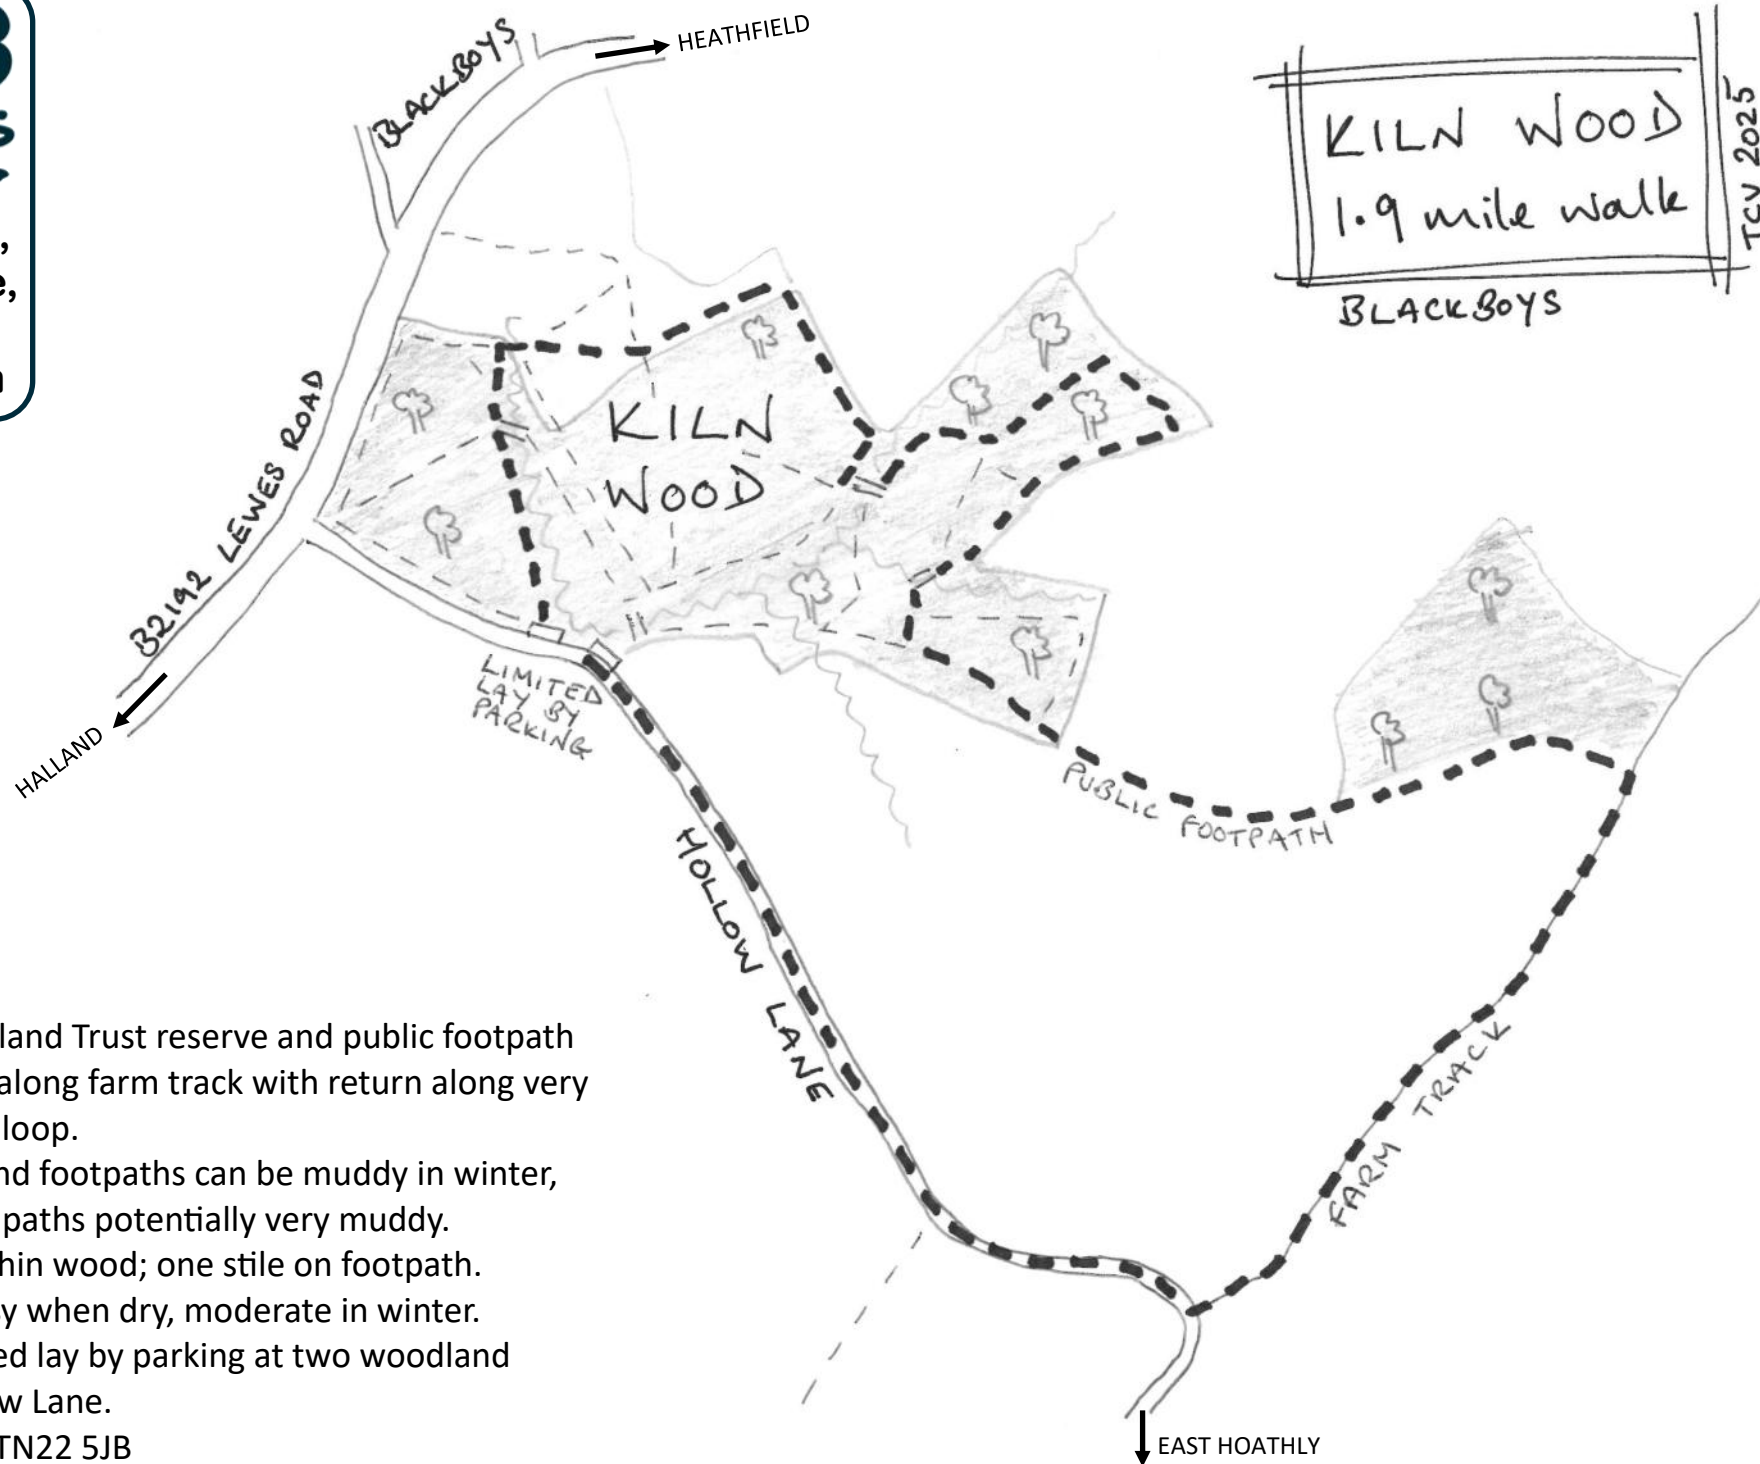 HEATHFIELD
BLACKBOYS
KILN WOOD
1.9 mile walk
BLACKBOYS
TCV 2025
B2192 LEWES ROAD
KILN
WOOD
HALLAND
LIMITED
LAY BY
PARKING
PUBLIC FOOTPATH
HOLLOW LANE
FARM TRACK
land Trust reserve and public footpath
along farm track with return along very
loop.
nd footpaths can be muddy in winter,
paths potentially very muddy.
hin wood; one stile on footpath.
y when dry, moderate in winter.
ed lay by parking at two woodland
w Lane.
TN22 5JB
EAST HOATHLY